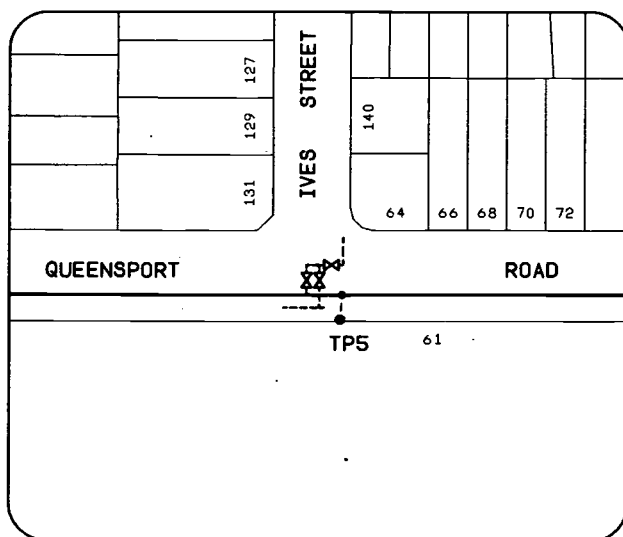 127
129
131
IVES STREET
140
64
66
68
70
72
QUEENSPORT
ROAD
TP5
61